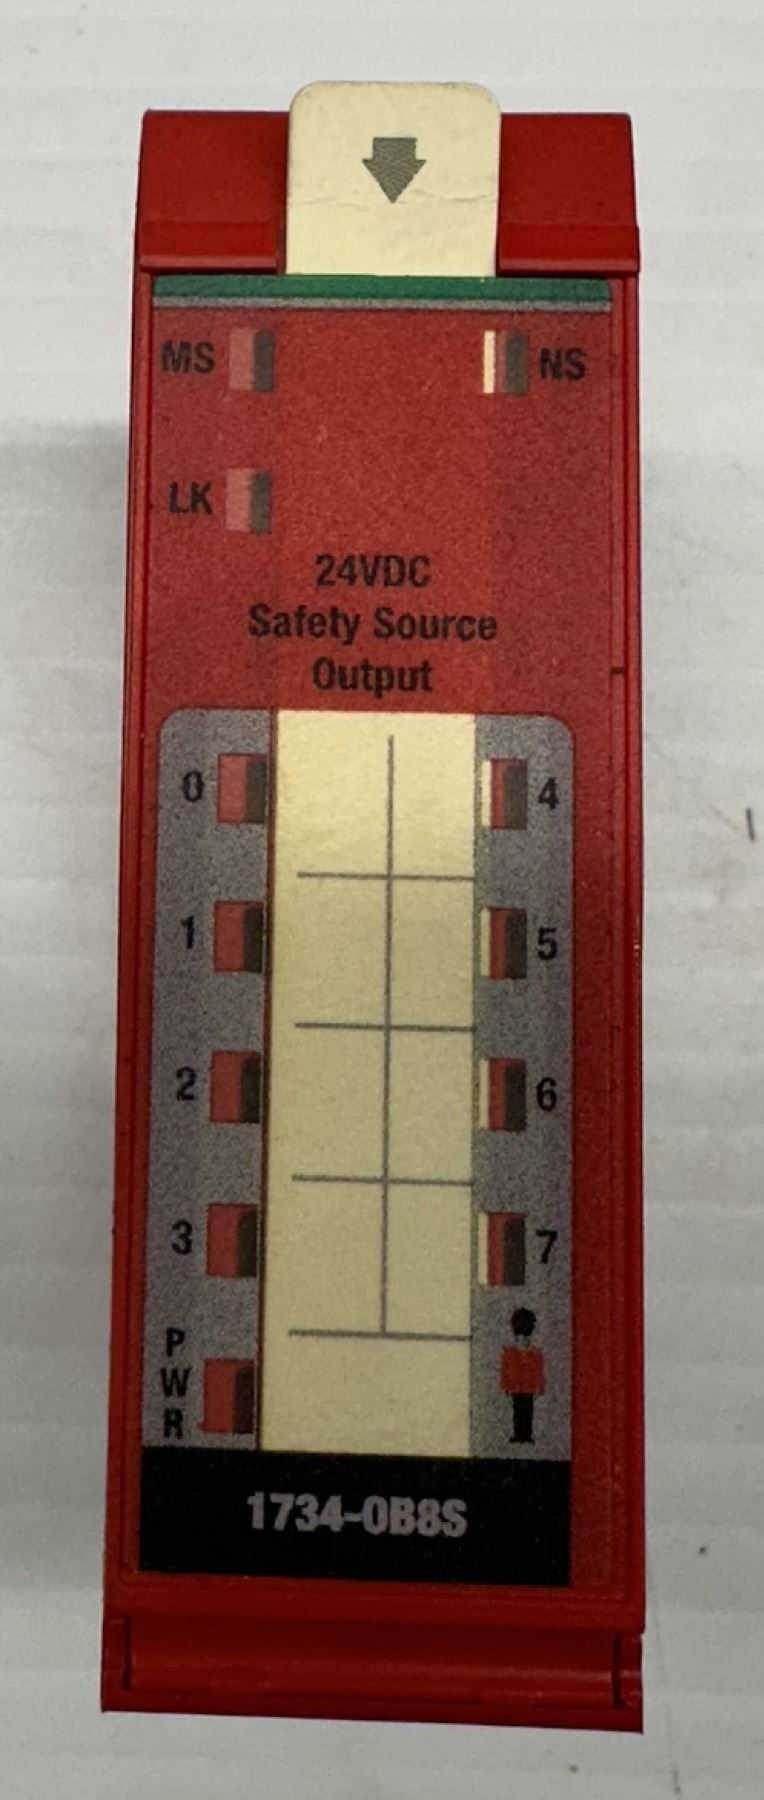 MS NS
LK
24VDC
Safety Source
Output
0 4
1 5
2 6
3 7
P
W
R
1734-OB8S